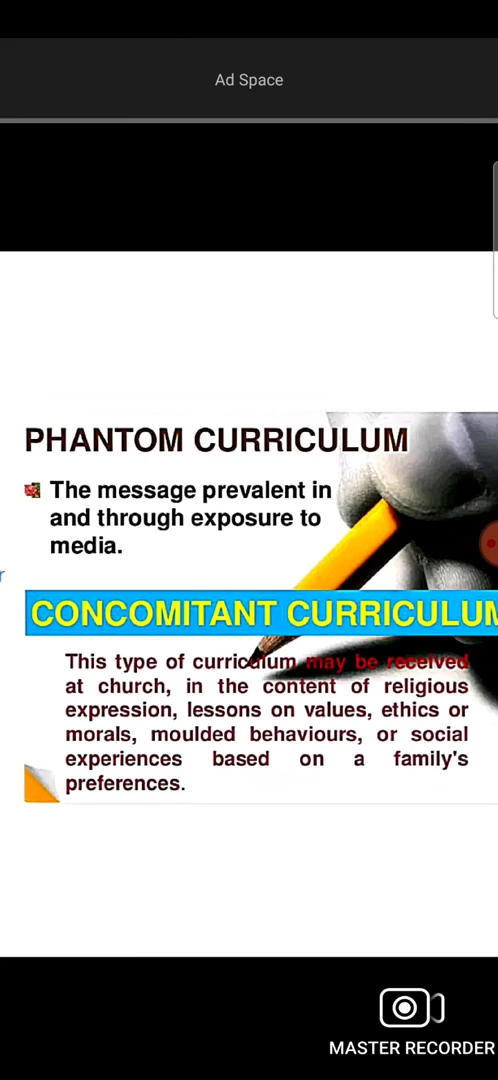 Ad Space
PHANTOM CURRICULUM
The message prevalent in
and through exposure to
media.
r
CONCOMITANT CURRICULUM
This type of curriculum may be received
at church, in the content of religious
expression, lessons on values, ethics or
morals, moulded behaviours, or social
experiences based on a family's
preferences.
MASTER RECORDER